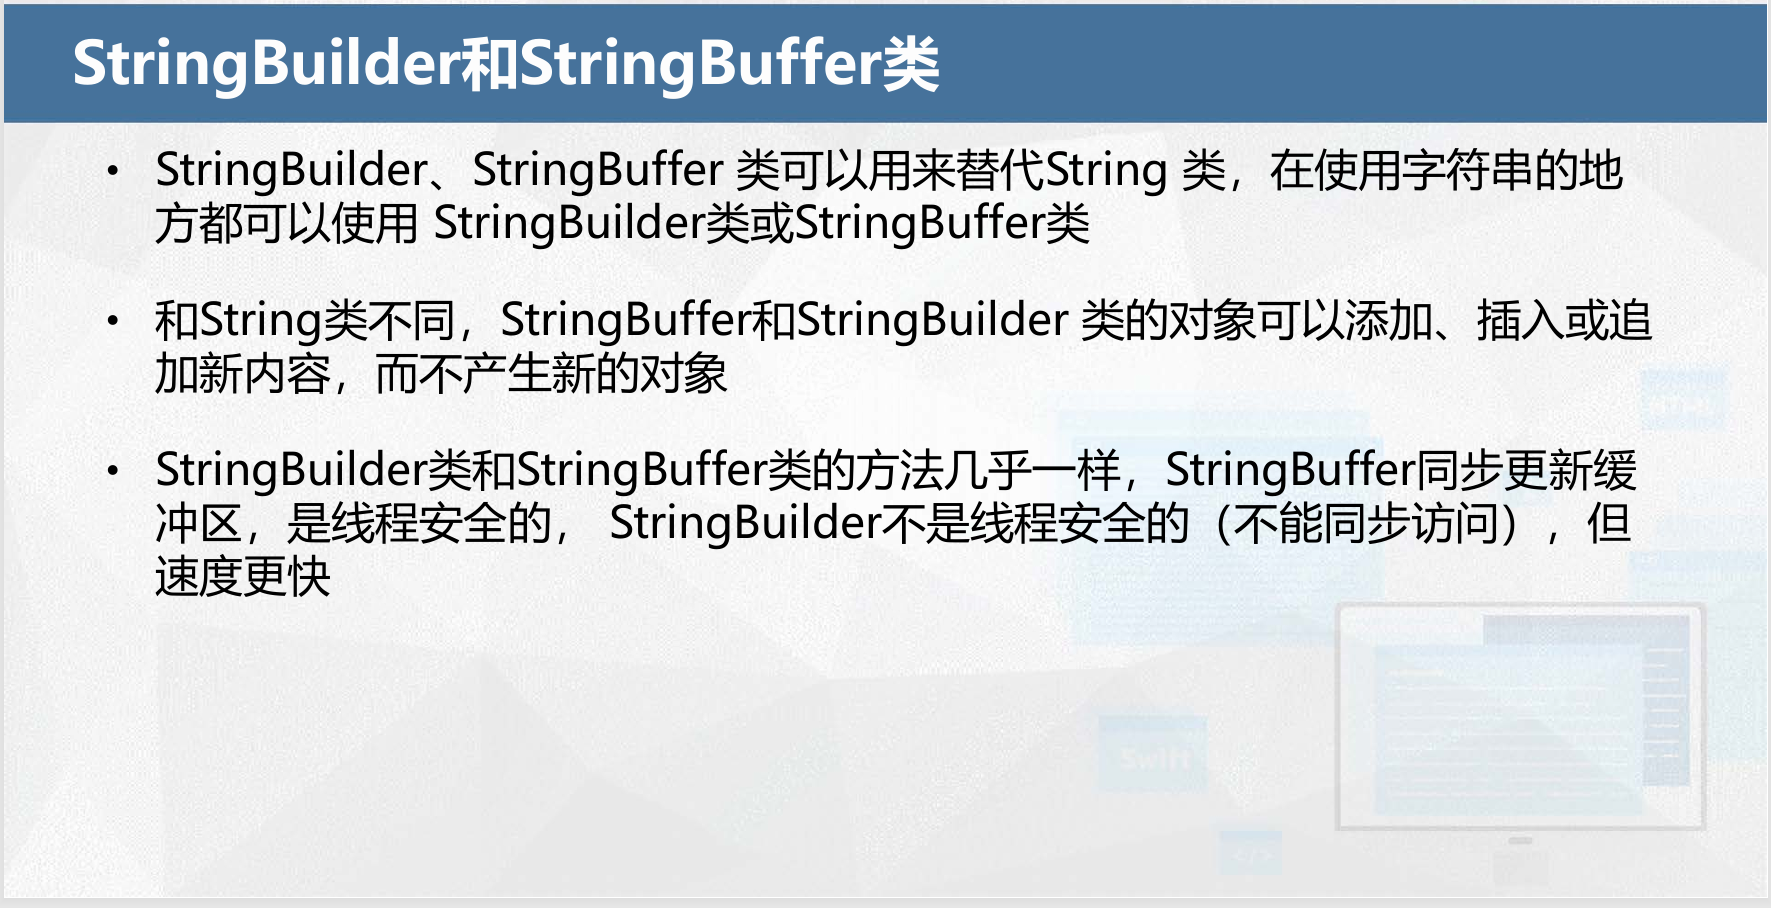 StringBuilder和StringBuffer类
• StringBuilder、StringBuffer 类可以用来替代String 类，在使用字符串的地
方都可以使用 StringBuilder类或StringBuffer类
• 和String类不同，StringBuffer和StringBuilder 类的对象可以添加、插入或追
加新内容，而不产生新的对象
• StringBuilder类和StringBuffer类的方法几乎一样，StringBuffer同步更新缓
冲区，是线程安全的， StringBuilder不是线程安全的（不能同步访问），但
速度更快
HTML
Swift
</>